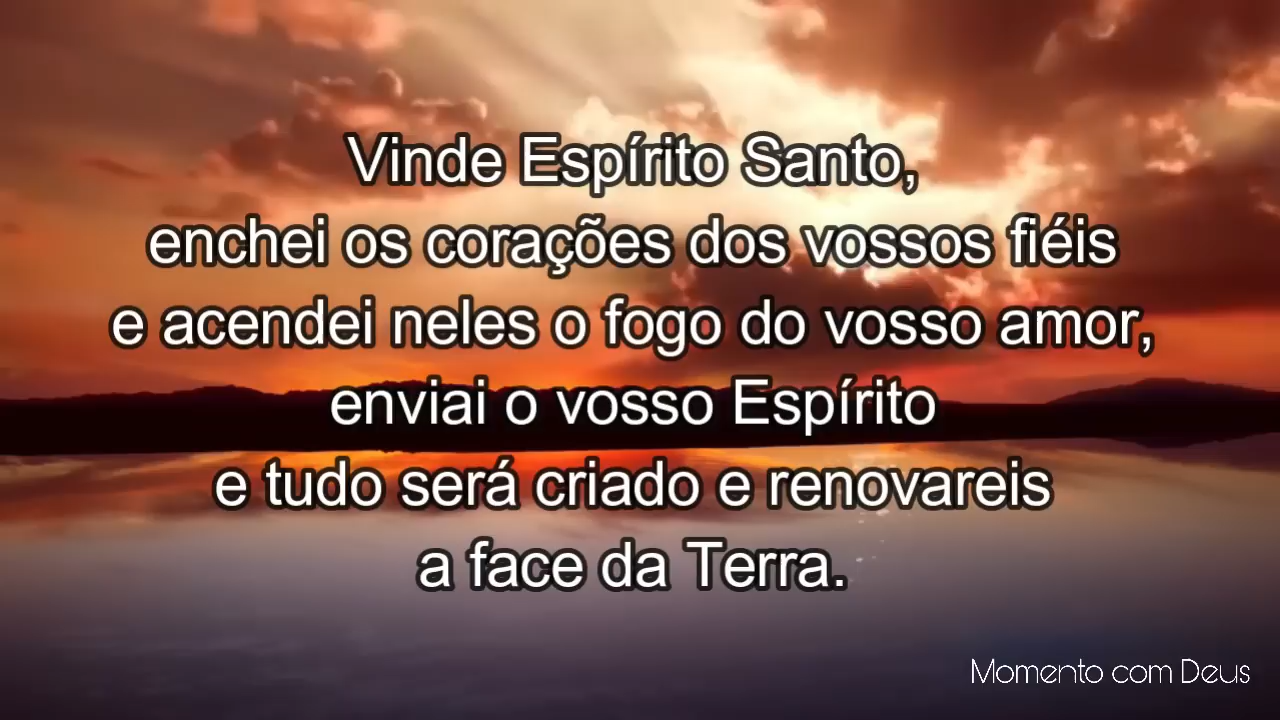 Vinde Espírito Santo,
enchei os corações dos vossos fiéis
e acendei neles o fogo do vosso amor,
enviai o vosso Espírito
e tudo será criado e renovareis
a face da Terra.
Momento com Deus